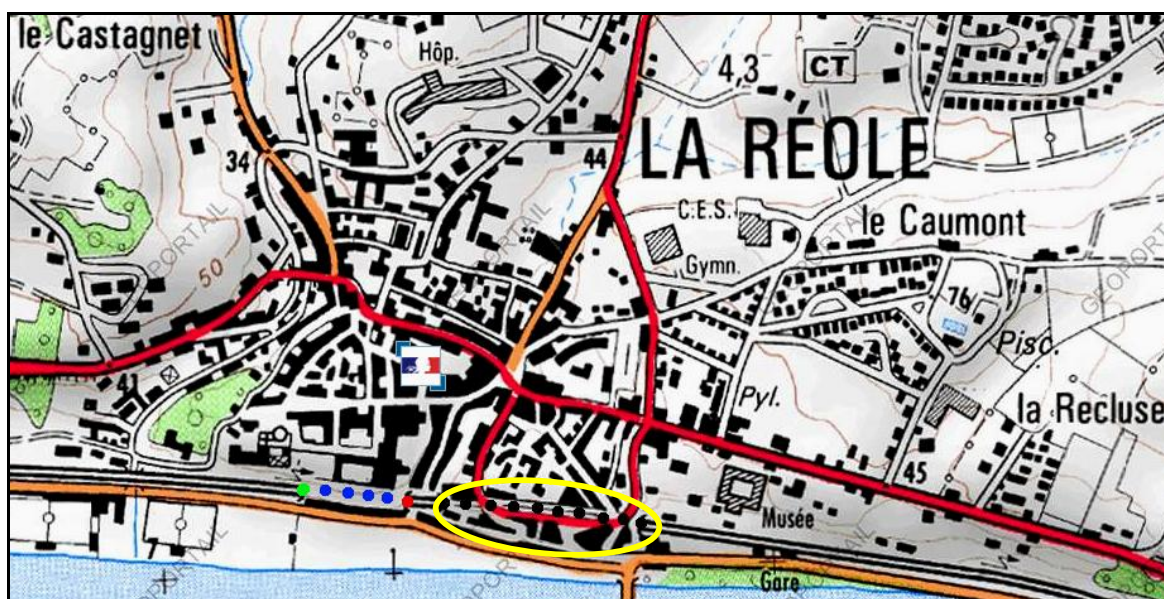 le Castagnet
Hôp.
4,3
CT
34
44
LA REOLE
C.E.S.
le Caumont
Gymn.
50
76
Pisc.
41
Pyl.
la Recluse
45
Musée
Gare
GEOPORTAIL